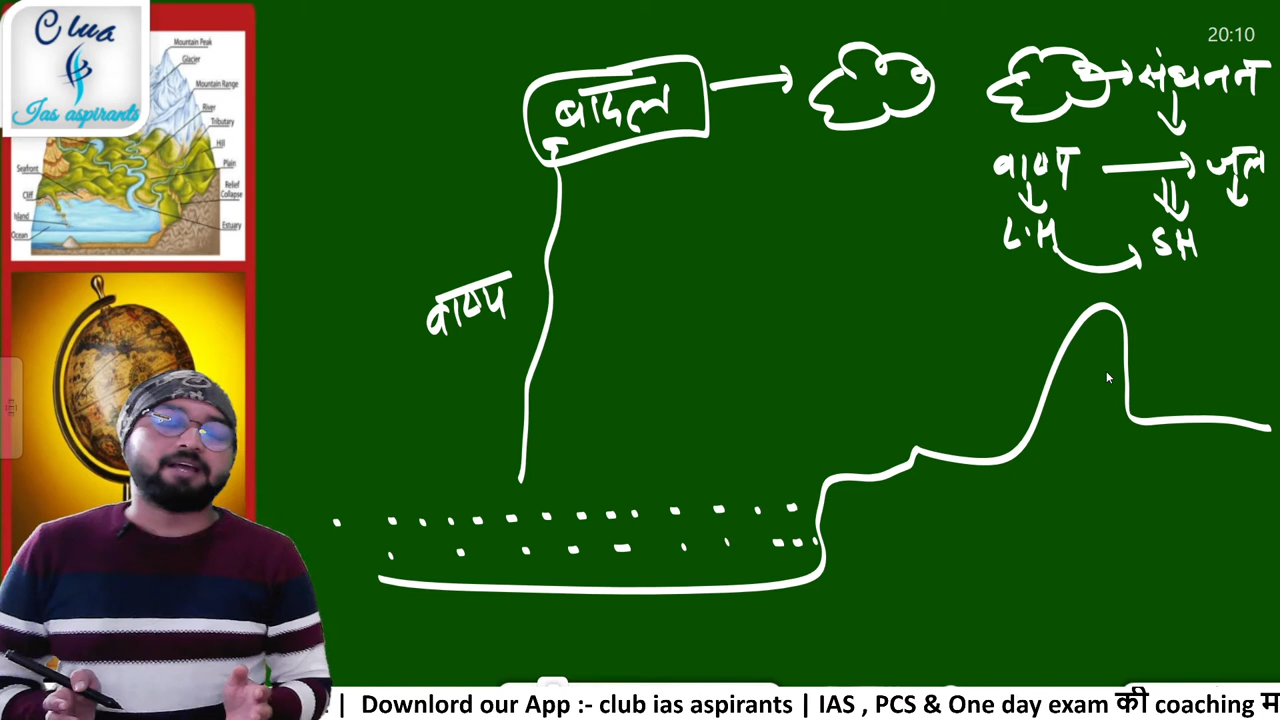 Clua
Ias aspirants
Mountain Peak
Glacier
Mountain Range
River
Tributary
Hill
Plain
Relief
Collapse
Estuary
Seafront
Cliff
Island
Ocean
20:10
बादल
संघनन
वाष्प
जल
L.H
SH
वाष्प
| Downlord our App :- club ias aspirants | IAS , PCS & One day exam की coaching म